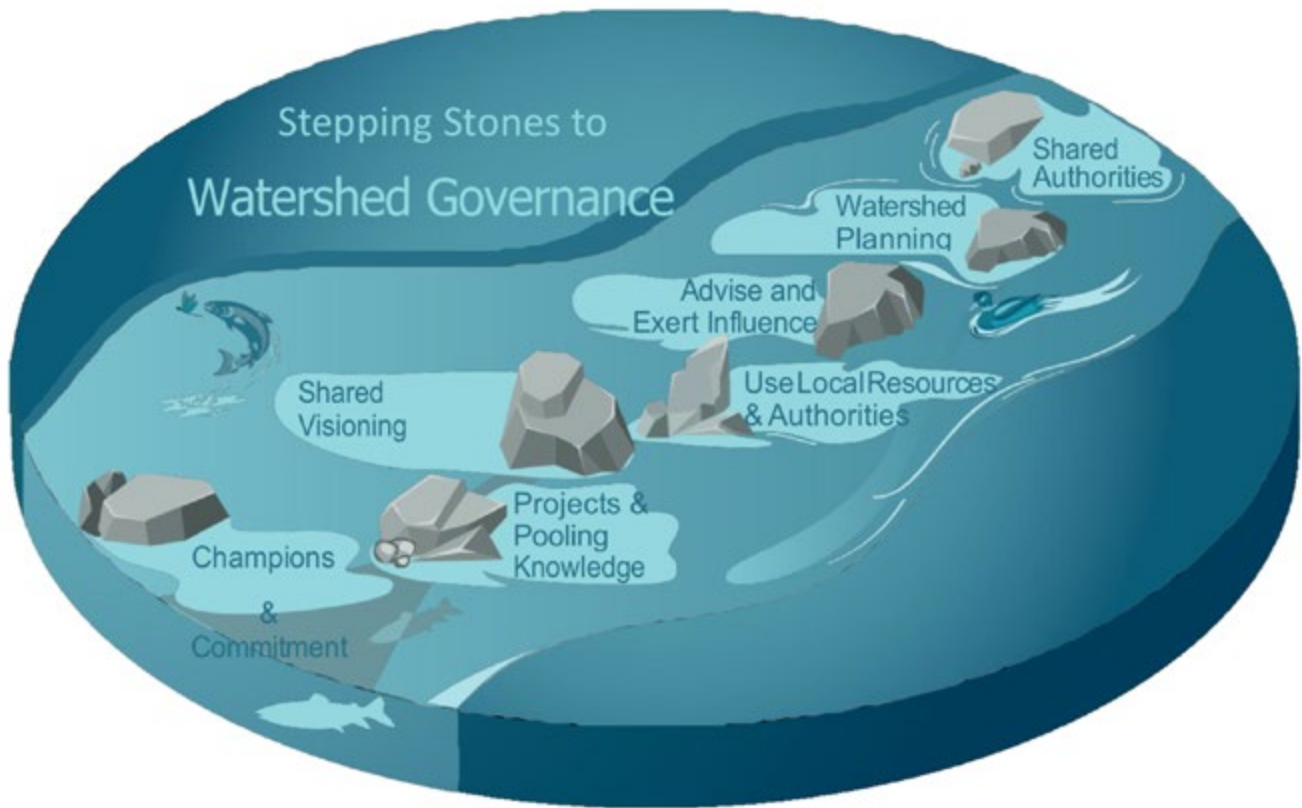 Stepping Stones to
Watershed Governance
Shared
Authorities
Watershed
Planning
Advise and
Exert Influence
Use Local Resources
& Authorities
Shared
Visioning
Projects &
Pooling
Knowledge
Champions
&
Commitment